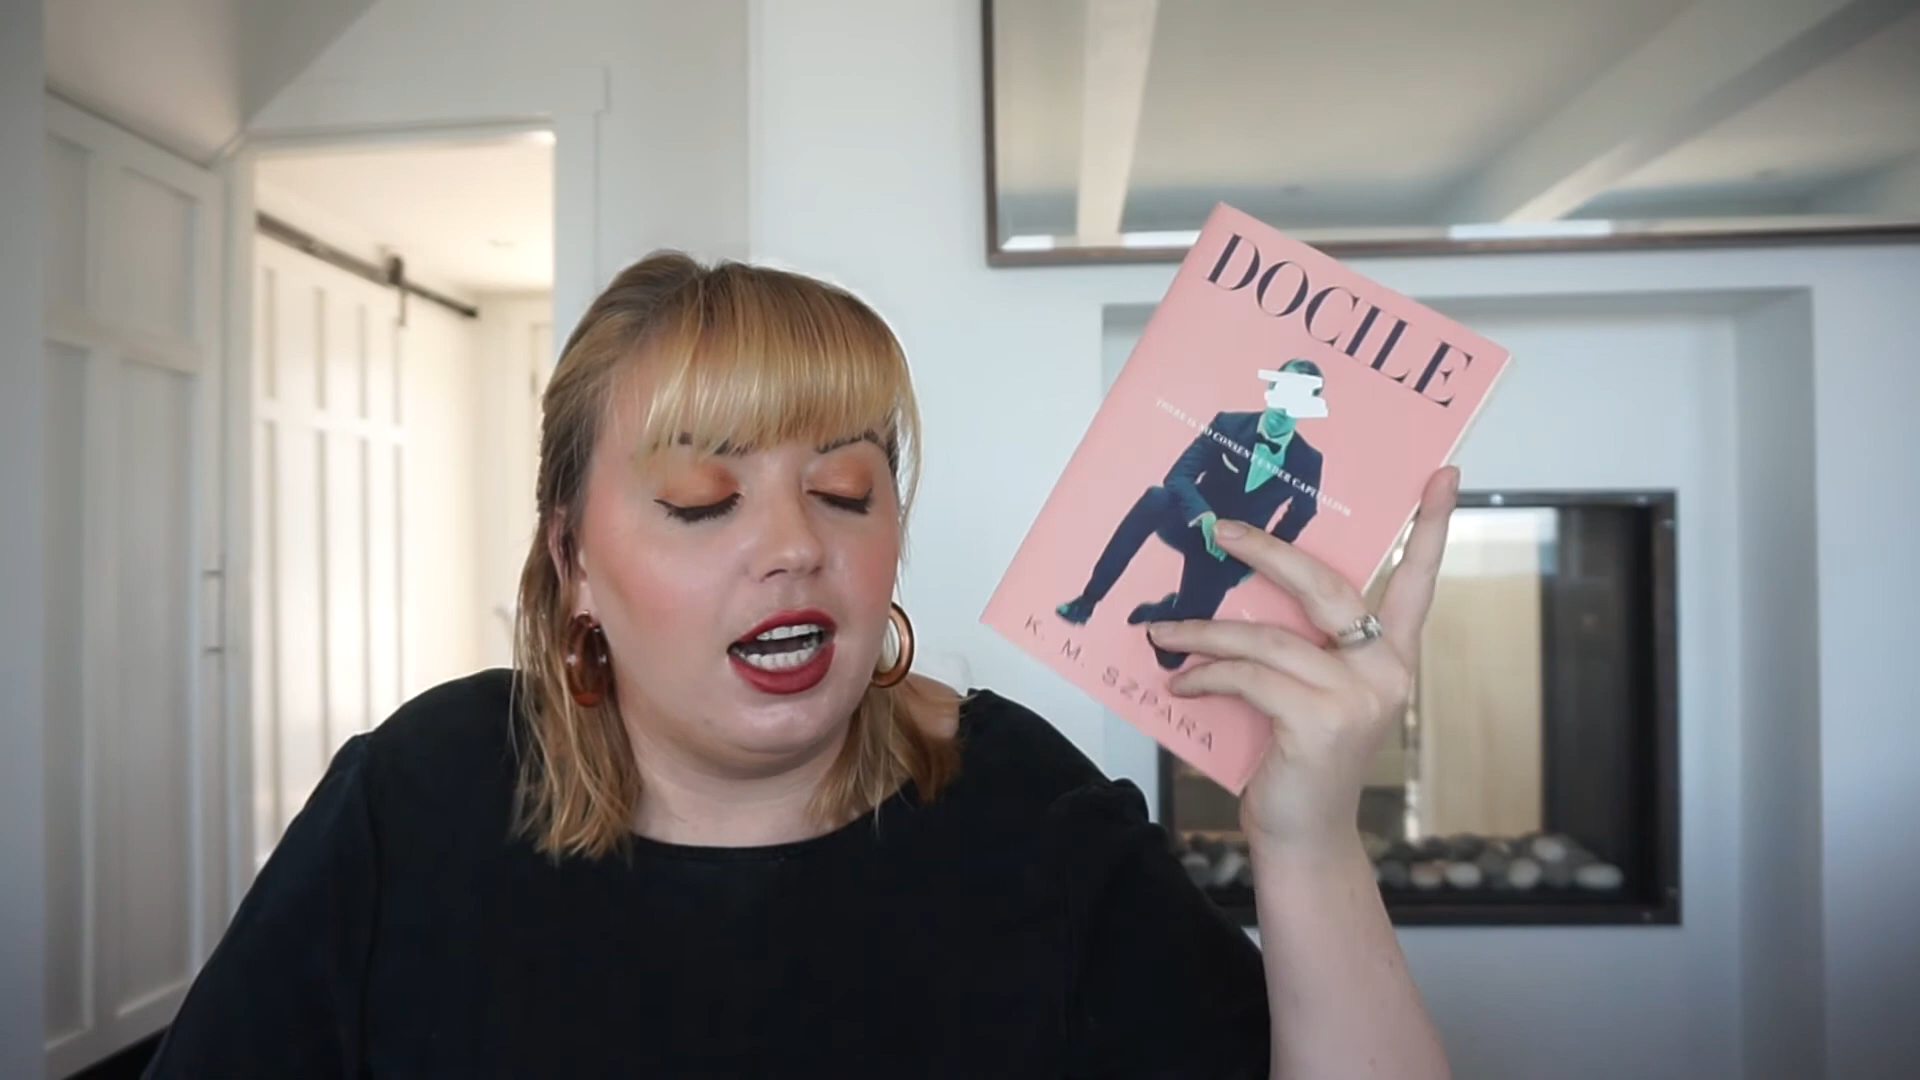 DOCILE
THERE IS NO CONSENT UNDER CAPITALISM
K. M. SZPARA